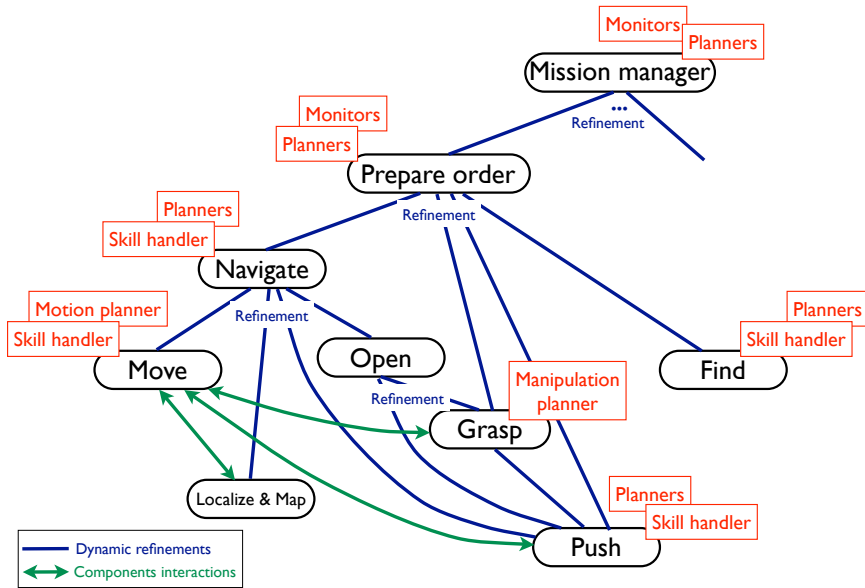 Monitors
Planners
Mission manager
...
Refinement
Monitors
Planners
Prepare order
Refinement
Planners
Skill handler
Navigate
Refinement
Motion planner
Skill handler
Move
Open
Refinement
Planners
Skill handler
Find
Manipulation
planner
Grasp
Localize & Map
Planners
Skill handler
Push
Dynamic refinements
Components interactions